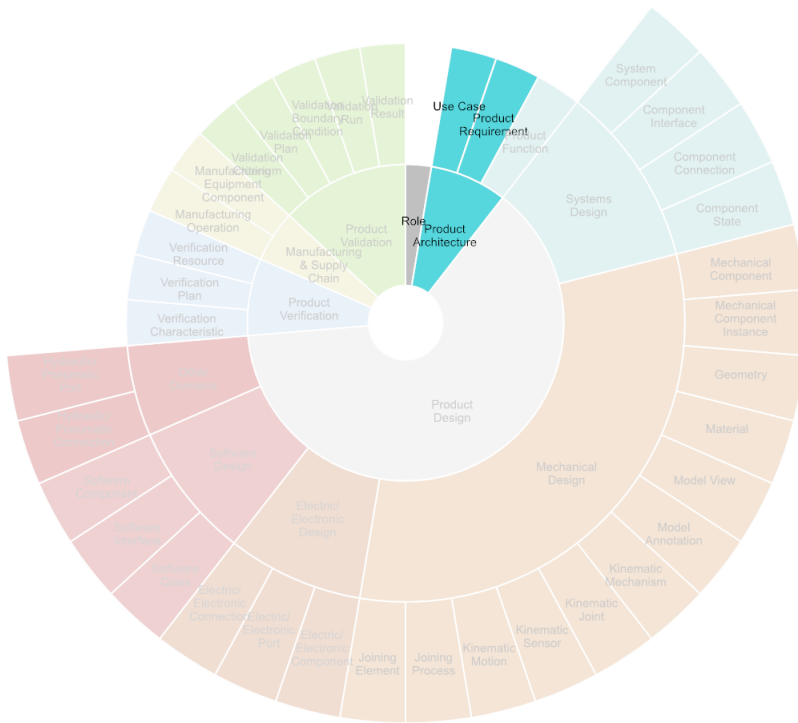 Use Case
Product
Requirement
Product
Function
System
Component
Component
Interface
Component
Connection
Component
State
Systems
Design
Role
Product
Architecture
Product
Design
Mechanical
Design
Mechanical
Component
Mechanical
Component
Instance
Geometry
Material
Model View
Model
Annotation
Kinematic
Mechanism
Kinematic
Joint
Kinematic
Sensor
Kinematic
Motion
Joining
Process
Joining
Element
Electric/
Electronic
Design
Electric/
Electronic
Component
Electric/
Electronic
Port
Electric/
Electronic
Connection
Software
Design
Software
Component
Product
Verification
Verification
Characteristic
Verification
Plan
Verification
Resource
Manufacturing
& Supply
Chain
Manufacturing
Operation
Manufacturing
Equipment
Component
Product
Validation
Validation
Criterium
Validation
Plan
Validation
Boundary
Condition
Validation
Run
Validation
Result